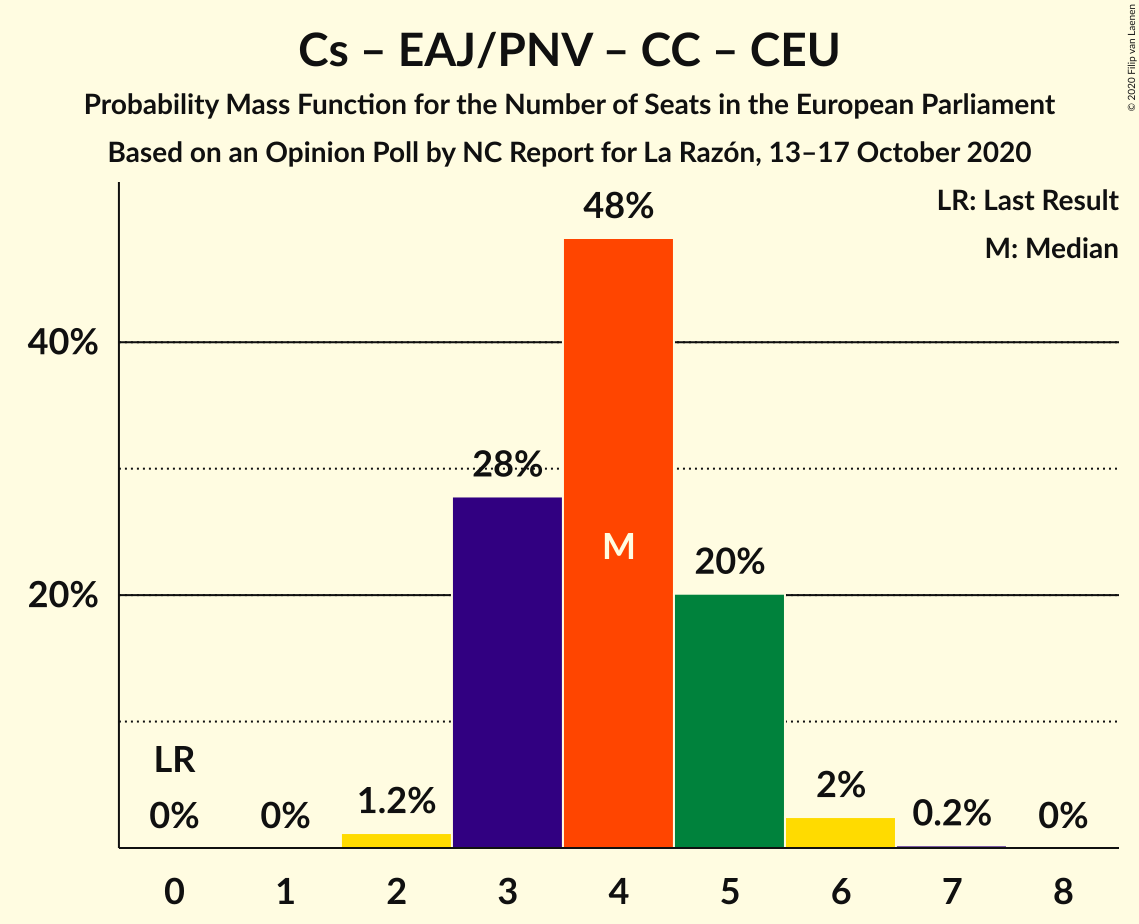 Cs – EAJ/PNV – CC – CEU
Probability Mass Function for the Number of Seats in the European Parliament
Based on an Opinion Poll by NC Report for La Razón, 13–17 October 2020
© 2020 Filip van Laenen
LR: Last Result
M: Median
48%
40%
28%
M
20%
20%
LR
0%
0%
1.2%
2%
0.2%
0%
0 1 2 3 4 5 6 7 8